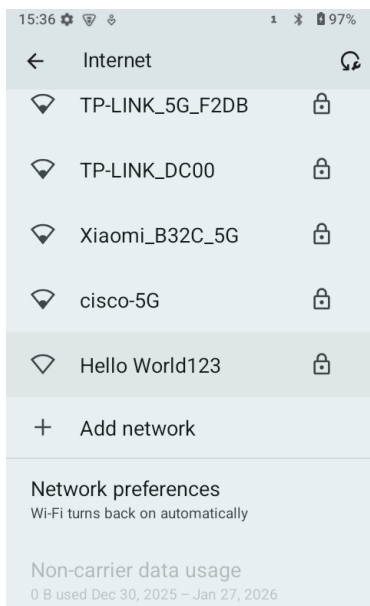 15:36 1 97%
Internet
TP-LINK_5G_F2DB
TP-LINK_DC00
Xiaomi_B32C_5G
cisco-5G
Hello World123
Add network
Network preferences
Wi-Fi turns back on automatically
Non-carrier data usage
0 B used Dec 30, 2025 – Jan 27, 2026